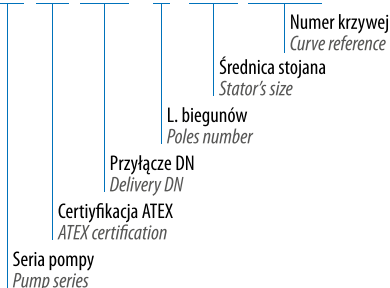 Numer krzywej
Curve reference
Średnica stojana
Stator's size
L. biegunów
Poles number
Przyłącze DN
Delivery DN
Certiyfikacja ATEX
ATEX certification
Seria pompy
Pump series